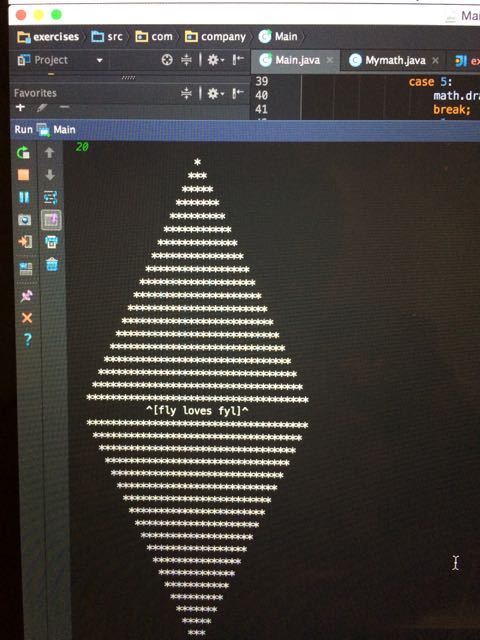 Mai
exercises src com company Main
Project Main.java Mymath.java ex
39 case 5:
Favorites 40 math.dra
41 break;
Run Main
20
^[fly loves fyl]^